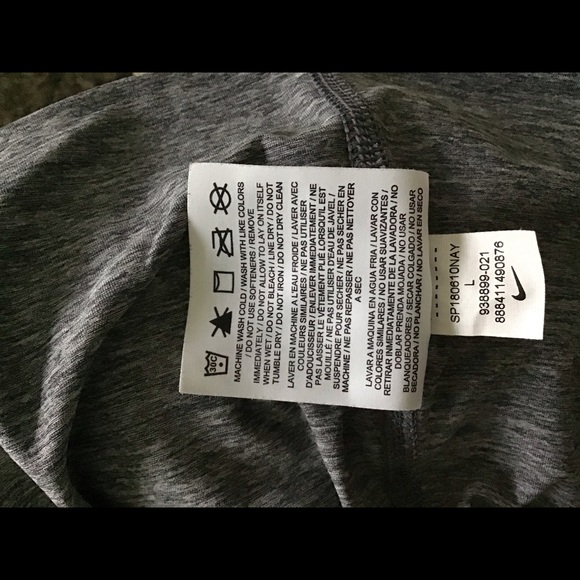 30C
MACHINE WASH COLD / WASH WITH LIKE COLORS
/ DO NOT USE SOFTENERS / REMOVE
IMMEDIATELY / DO NOT ALLOW TO LAY ON ITSELF
WHEN WET / DO NOT BLEACH / LINE DRY / DO NOT
TUMBLE DRY / DO NOT IRON / DO NOT DRY CLEAN
LAVER EN MACHINE A L'EAU FROIDE / LAVER AVEC
COULEURS SIMILAIRES / NE PAS UTILISER
D'ADOUCISSEUR / ENLEVER IMMEDIATEMENT / NE
PAS LAISSER LE VÊTEMENT PLIÉ LORSQU'IL EST
MOUILLÉ / NE PAS UTILISER D'EAU DE JAVEL /
SUSPENDRE POUR SÉCHER / NE PAS SÉCHER EN
MACHINE / NE PAS REPASSER / NE PAS NETTOYER
A SEC
LAVAR A MAQUINA EN AGUA FRIA / LAVAR CON
COLORES SIMILARES / NO USAR SUAVIZANTES /
RETIRAR INMEDIATAMENTE DE LA LAVADORA / NO
DOBLAR PRENDA MOJADA / NO USAR
BLANQUEADORES / SECAR COLGADO / NO USAR
SECADORA / NO PLANCHAR / NO LAVAR EN SECO
SP180610NAY
L
938899-021
888411490876